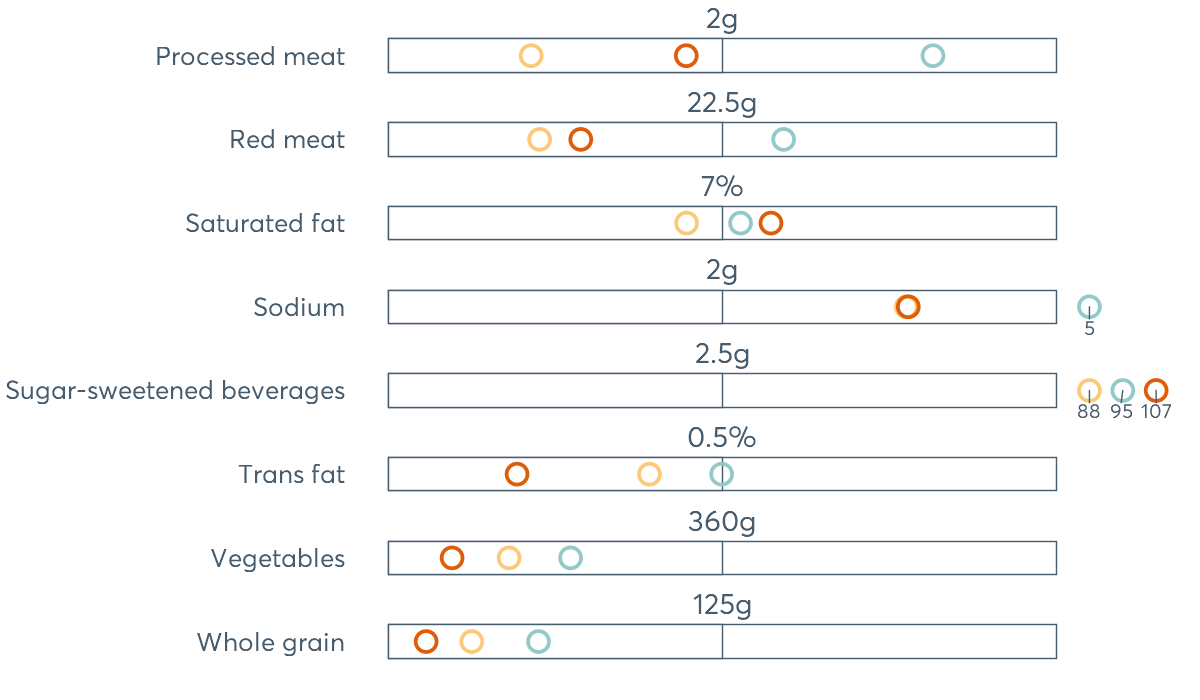 2g
Processed meat
22.5g
Red meat
7%
Saturated fat
2g
Sodium
5
2.5g
Sugar-sweetened beverages
88 95 107
0.5%
Trans fat
360g
Vegetables
125g
Whole grain